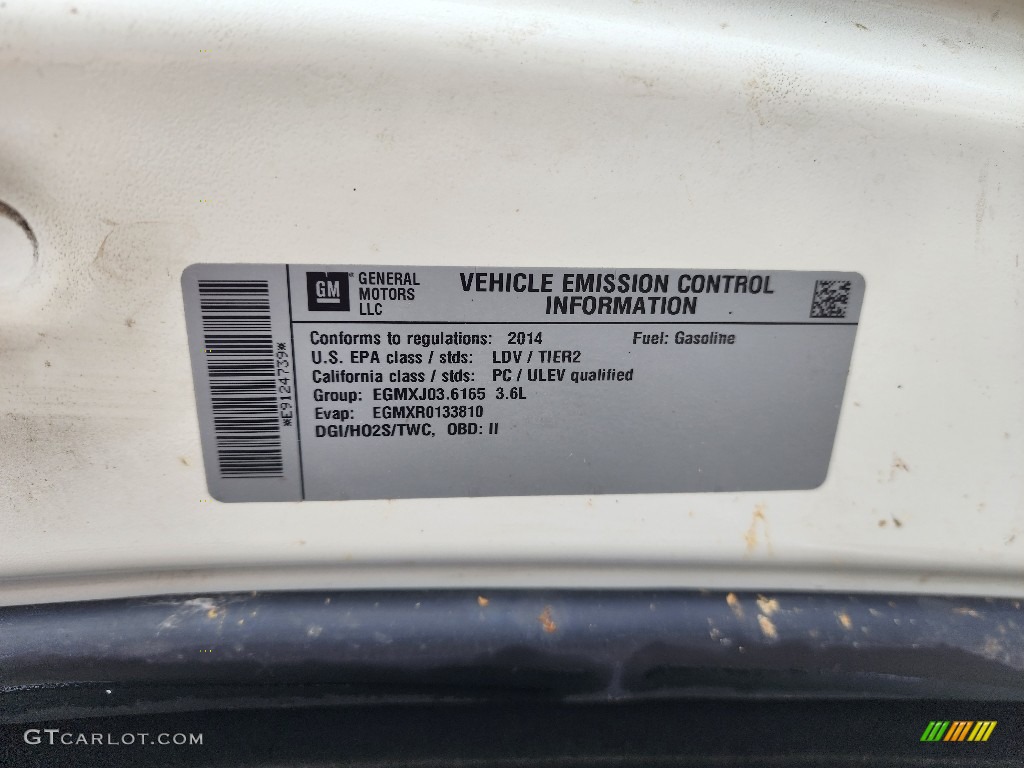 *E9124739*
GM
GENERAL
MOTORS
LLC
VEHICLE EMISSION CONTROL
INFORMATION
Conforms to regulations: 2014 Fuel: Gasoline
U.S. EPA class / stds: LDV / TIER2
California class / stds: PC / ULEV qualified
Group: EGMXJ03.6165 3.6L
Evap: EGMXR0133810
DGI/HO2S/TWC, OBD: II
GTCARLOT.COM